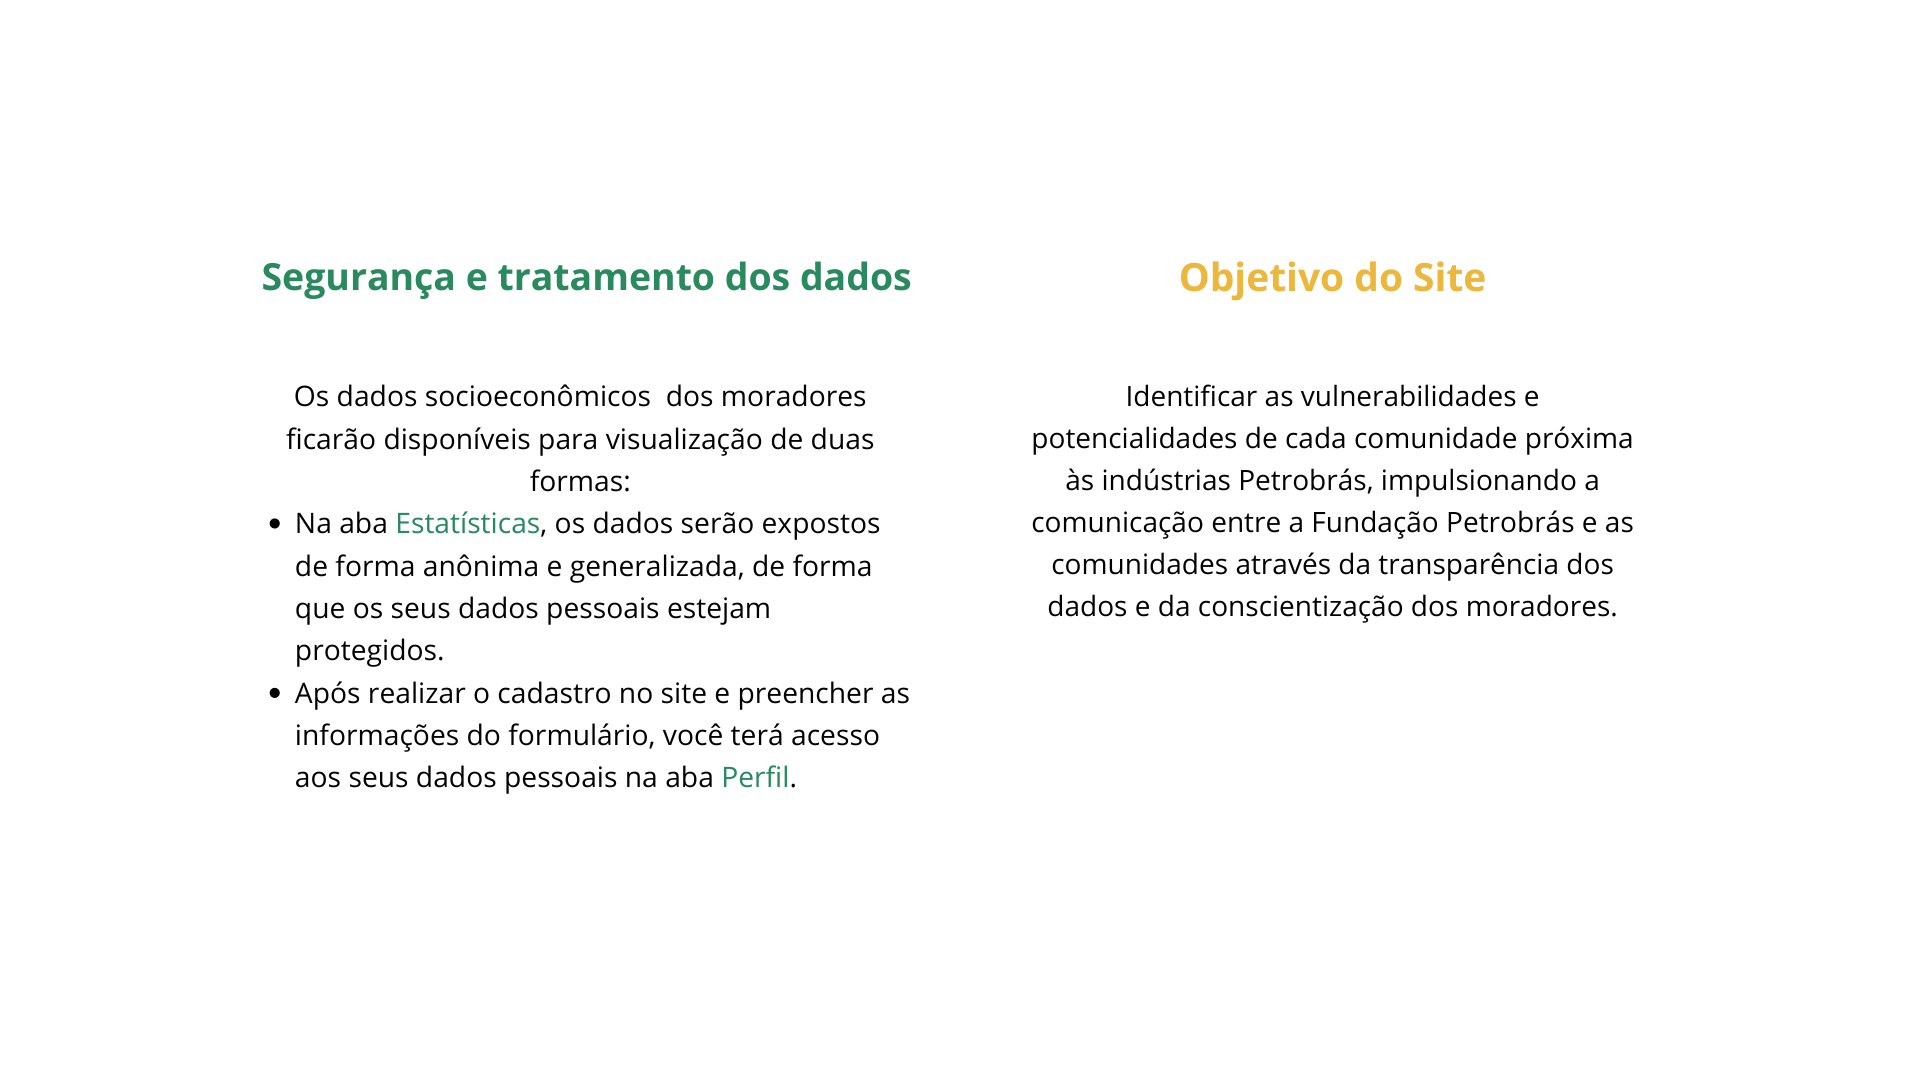 Segurança e tratamento dos dados
Os dados socioeconômicos  dos moradores
ficarão disponíveis para visualização de duas
formas:
• Na aba Estatísticas, os dados serão expostos
de forma anônima e generalizada, de forma
que os seus dados pessoais estejam
protegidos.
• Após realizar o cadastro no site e preencher as
informações do formulário, você terá acesso
aos seus dados pessoais na aba Perfil.
Objetivo do Site
Identificar as vulnerabilidades e
potencialidades de cada comunidade próxima
às indústrias Petrobrás, impulsionando a
comunicação entre a Fundação Petrobrás e as
comunidades através da transparência dos
dados e da conscientização dos moradores.